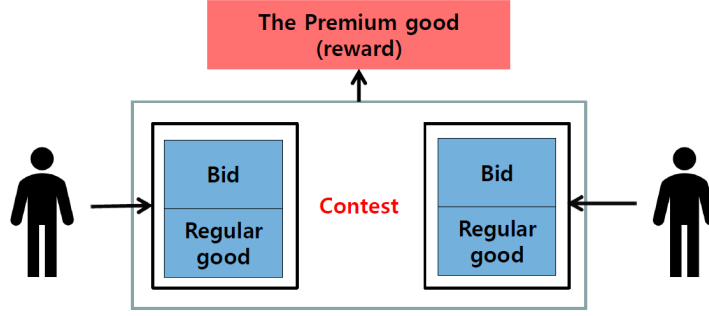 The Premium good
(reward)
Bid
Regular
good
Contest
Bid
Regular
good